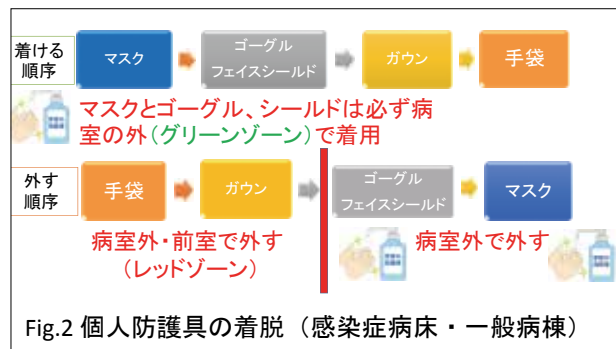 着ける
順序
マスク
ゴーグル
フェイスシールド
ガウン
手袋
マスクとゴーグル、シールドは必ず病
室の外(グリーンゾーン)で着用
外す
順序
手袋
ガウン
ゴーグル
フェイスシールド
マスク
病室外・前室で外す
(レッドゾーン)
病室外で外す
Fig.2 個人防護具の着脱 (感染症病床・一般病棟)